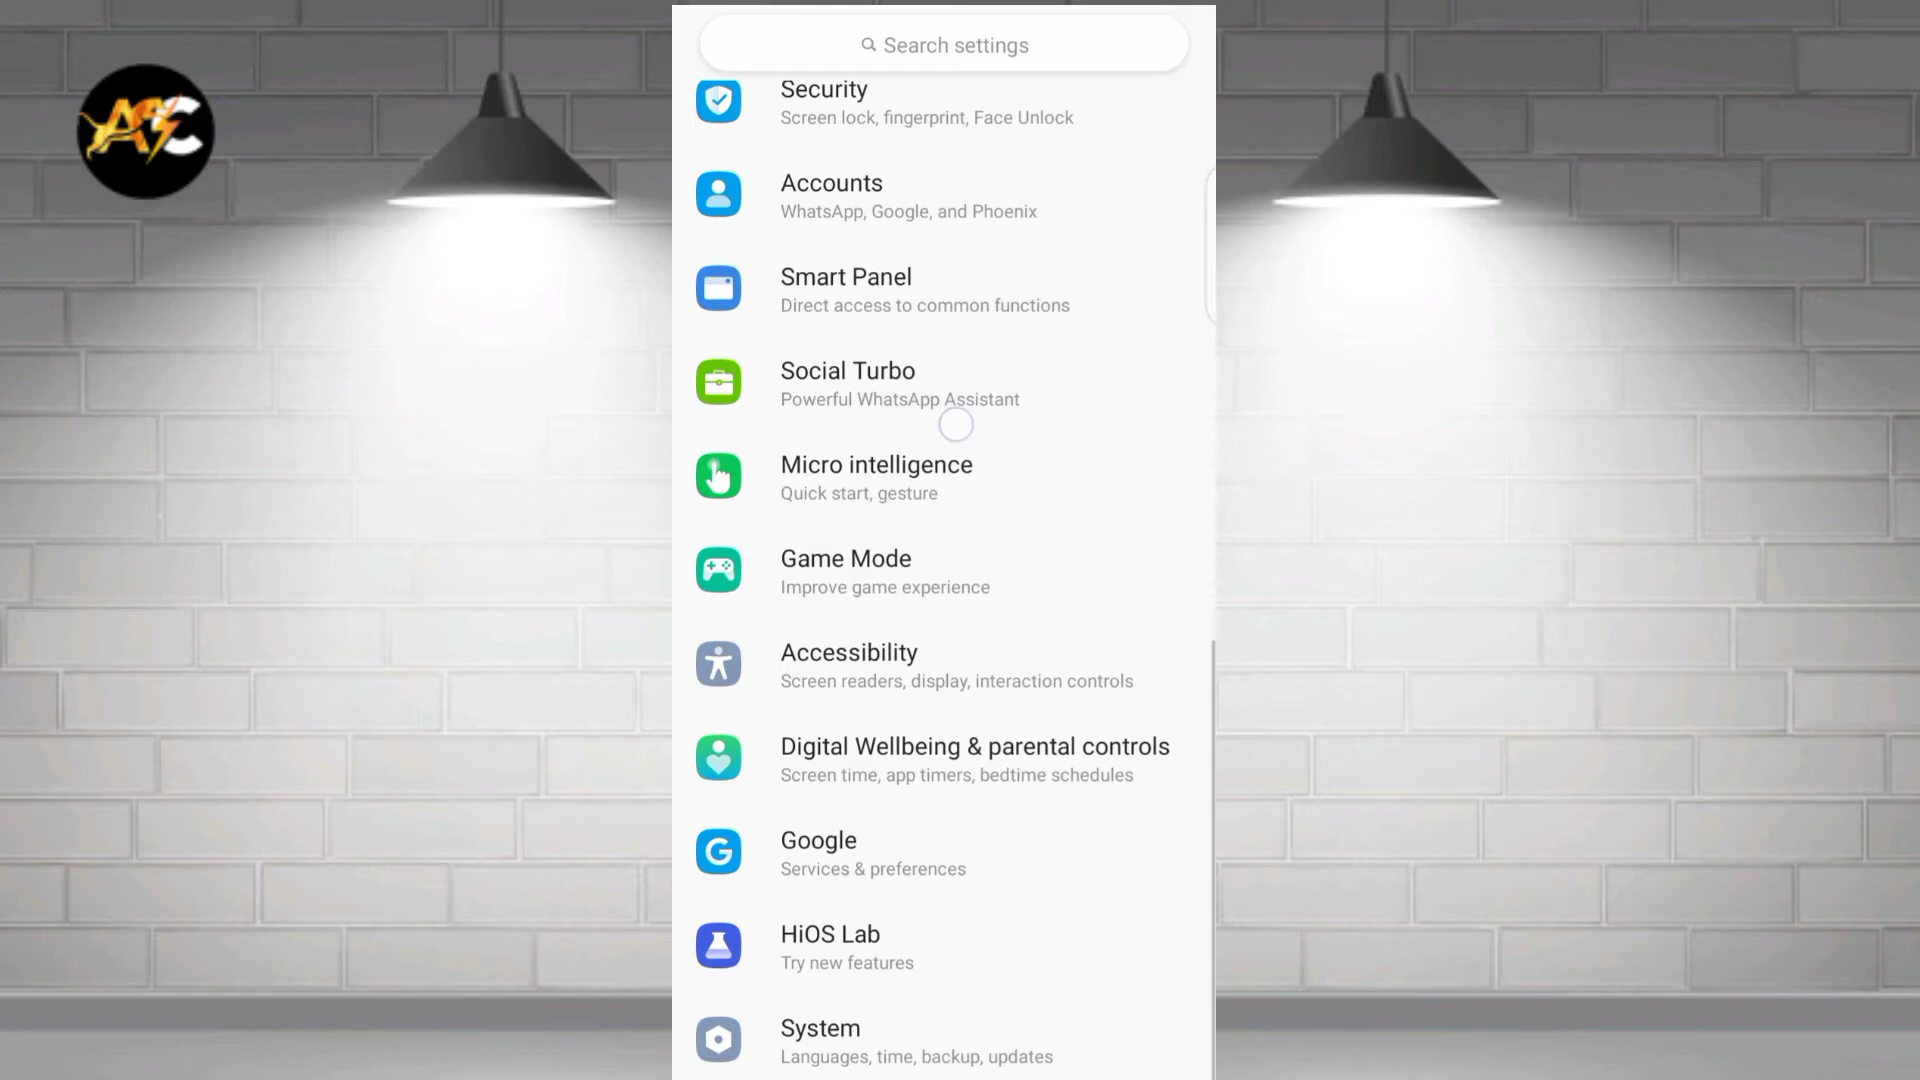 ASC
Search settings
Security
Screen lock, fingerprint, Face Unlock
Accounts
WhatsApp, Google, and Phoenix
Smart Panel
Direct access to common functions
Social Turbo
Powerful WhatsApp Assistant
Micro intelligence
Quick start, gesture
Game Mode
Improve game experience
Accessibility
Screen readers, display, interaction controls
Digital Wellbeing & parental controls
Screen time, app timers, bedtime schedules
Google
Services & preferences
HiOS Lab
Try new features
System
Languages, time, backup, updates